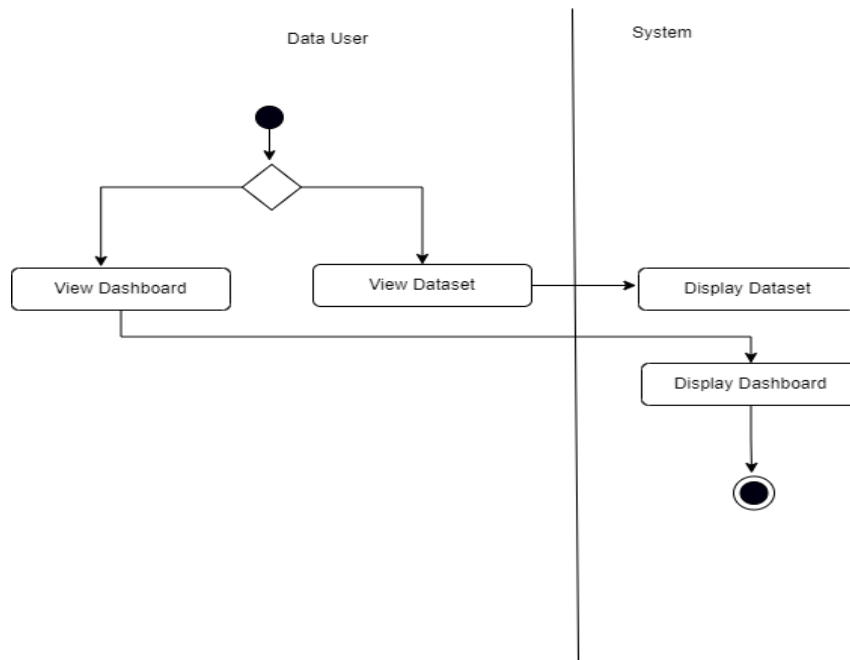 Data User
System
View Dashboard
View Dataset
Display Dataset
Display Dashboard